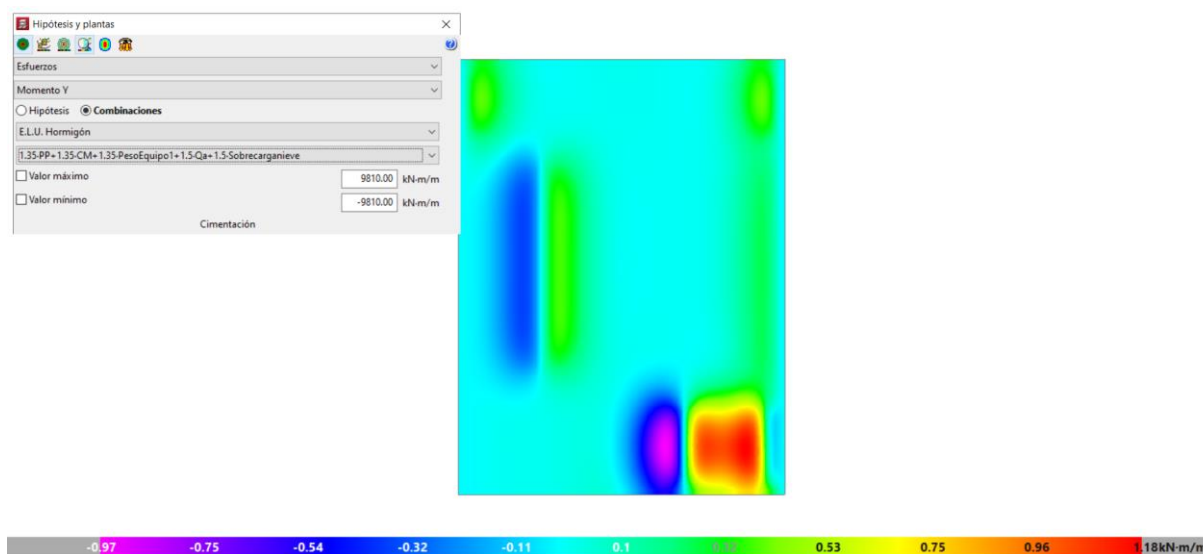 Hipótesis y plantas
Esfuerzos
Momento Y
Hipótesis Combinaciones
E.L.U. Hormigón
1.35·PP+1.35·CM+1.35·PesoEquipo1+1.5·Qa+1.5·Sobrecarganieve
Valor máximo 9810.00 kN·m/m
Valor mínimo -9810.00 kN·m/m
Cimentación
-0.97 -0.75 -0.54 -0.32 -0.11 0.1 0.53 0.75 0.96 1.18kN·m/m